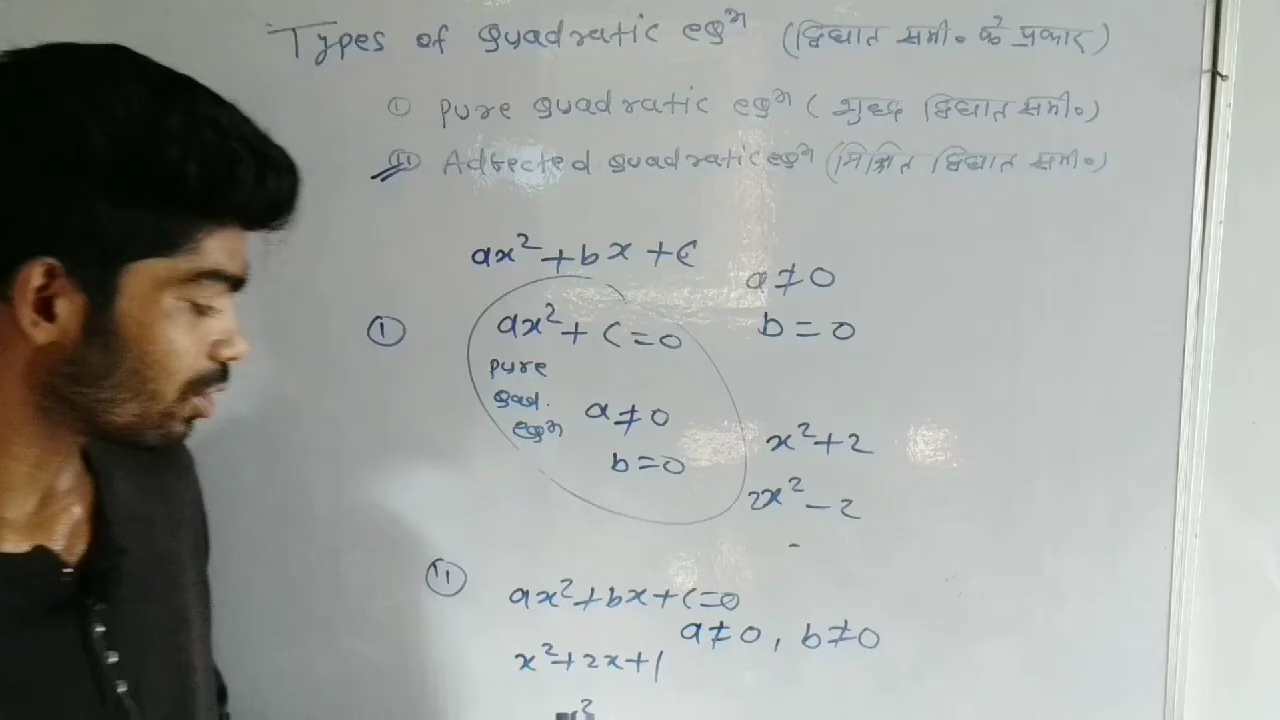 Types of quadratic eqⁿ (द्विघात समी० के प्रकार)
① pure quadratic eqⁿ (शुद्ध द्विघात समी०)
② Adfected quadratic eqⁿ (मिश्रित द्विघात समी०)
ax²+bx+c
a≠0
① ax²+c=0
b=0
pure
quad.
eqⁿ
a≠0
b=0
x²+2
2x²-2
-
⑪ ax²+bx+c=0
a≠0, b≠0
x²+2x+1